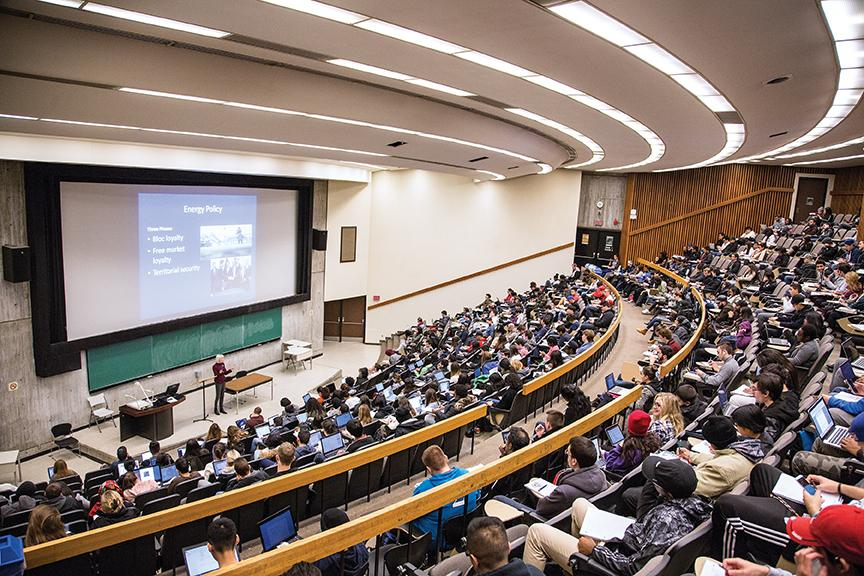 Energy Policy
Three Phases:
• Bloc loyalty
• Free market
loyalty
• Territorial security